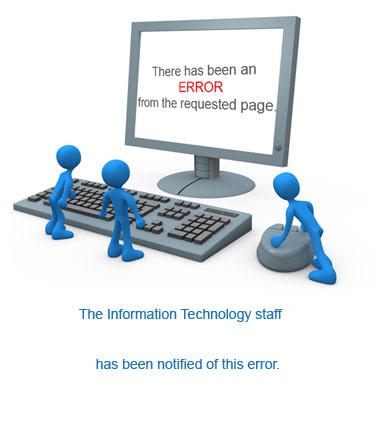 There has been an
ERROR
from the requested page.
The Information Technology staff
has been notified of this error.